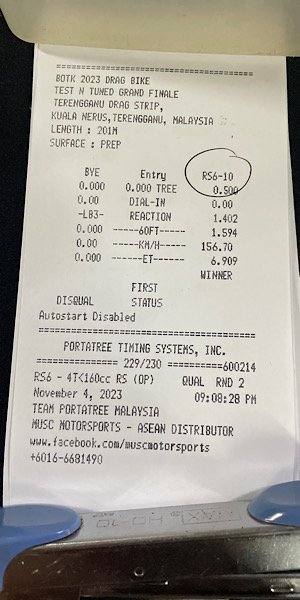 ==============================
BOTK 2023 DRAG BIKE
TEST N TUNED GRAND FINALE
TERENGGANU DRAG STRIP,
KUALA NERUS,TERENGGANU, MALAYSIA
LENGTH : 201M
SURFACE : PREP
BYE Entry RS6-10
0.000 0.000 TREE 0.500
0.00 DIAL-IN 0.00
-LB3- REACTION 1.402
0.000 ------60FT------ 1.594
0.00 ------KM/H------ 156.70
0.000 -------ET------- 6.909
WINNER
FIRST
DISQUAL STATUS
Autostart Disabled
==============================
PORTATREE TIMING SYSTEMS, INC.
============ 229/230 ==========600214
RS6 - 4T<160cc RS (OP) QUAL RND 2
November 4, 2023 09:08:28 PM
TEAM PORTATREE MALAYSIA
MUSC MOTORSPORTS - ASEAN DISTRIBUTOR
www.facebook.com/muscmotorsports
+6016-6681490